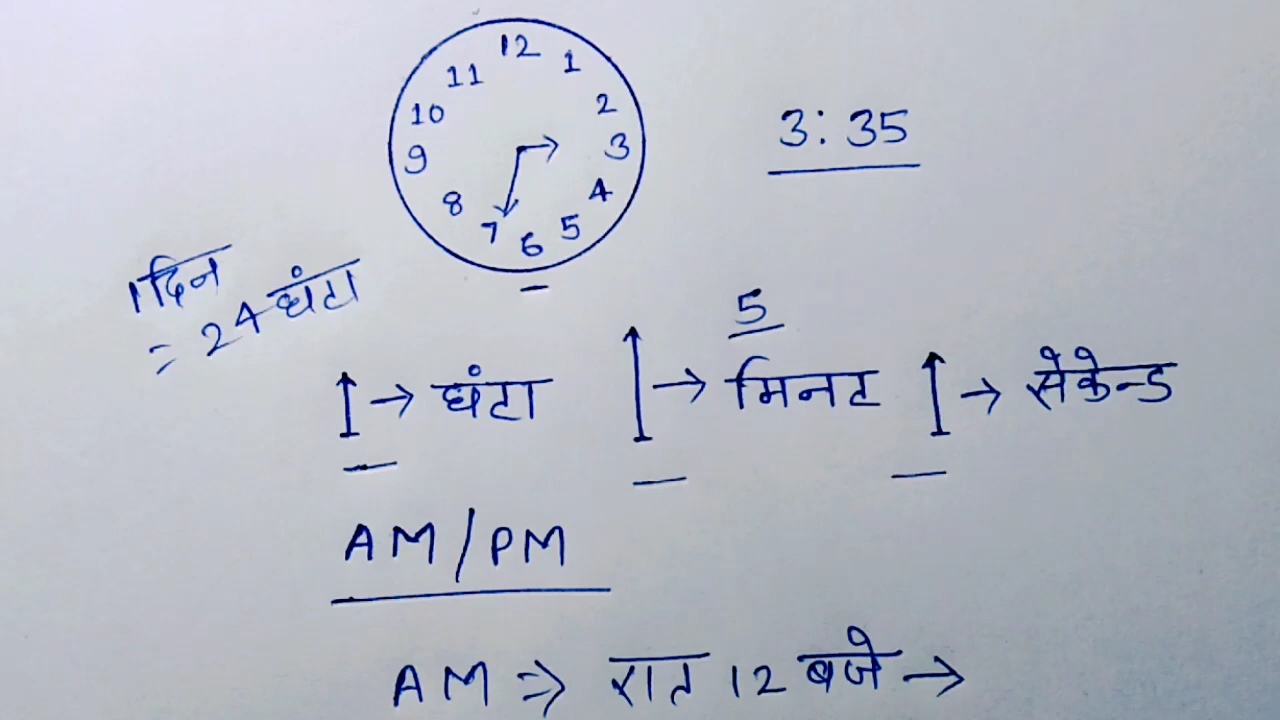 12
11 1
10 2
9 3
8 4
7 6 5
3:35
1 दिन
= 24 घंटा
5
→ घंटा → मिनट → सेकेन्ड
AM/PM
AM => रात 12 बजे →